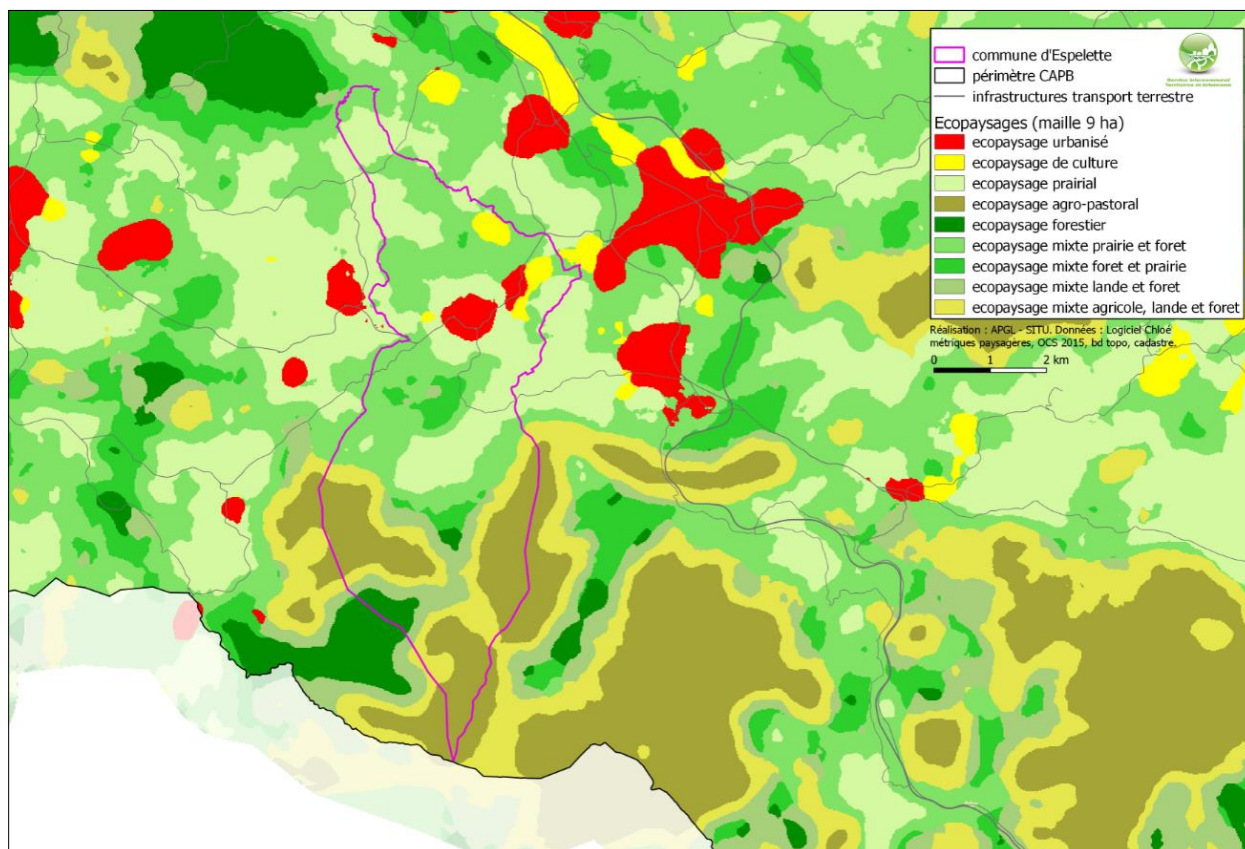 commune d'Espelette
périmètre CAPB
infrastructures transport terrestre
Ecopaysages (maille 9 ha)
ecopaysage urbanisé
ecopaysage de culture
ecopaysage prairial
ecopaysage agro-pastoral
ecopaysage forestier
ecopaysage mixte prairie et foret
ecopaysage mixte foret et prairie
ecopaysage mixte lande et foret
ecopaysage mixte agricole, lande et foret
Réalisation : APGL - SITU. Données : Logiciel Chloé
métriques paysagères, OCS 2015, bd topo, cadastre.
0 1 2 km